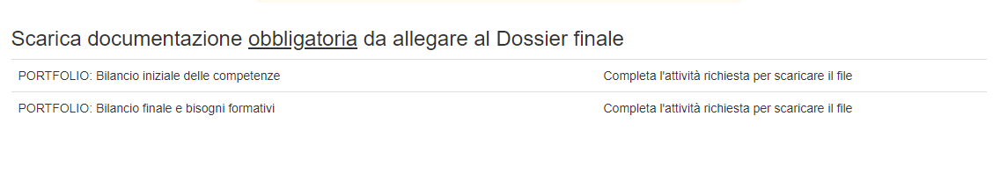 Scarica documentazione obbligatoria da allegare al Dossier finale
PORTFOLIO: Bilancio iniziale delle competenze Completa l'attività richiesta per scaricare il file
PORTFOLIO: Bilancio finale e bisogni formativi Completa l'attività richiesta per scaricare il file